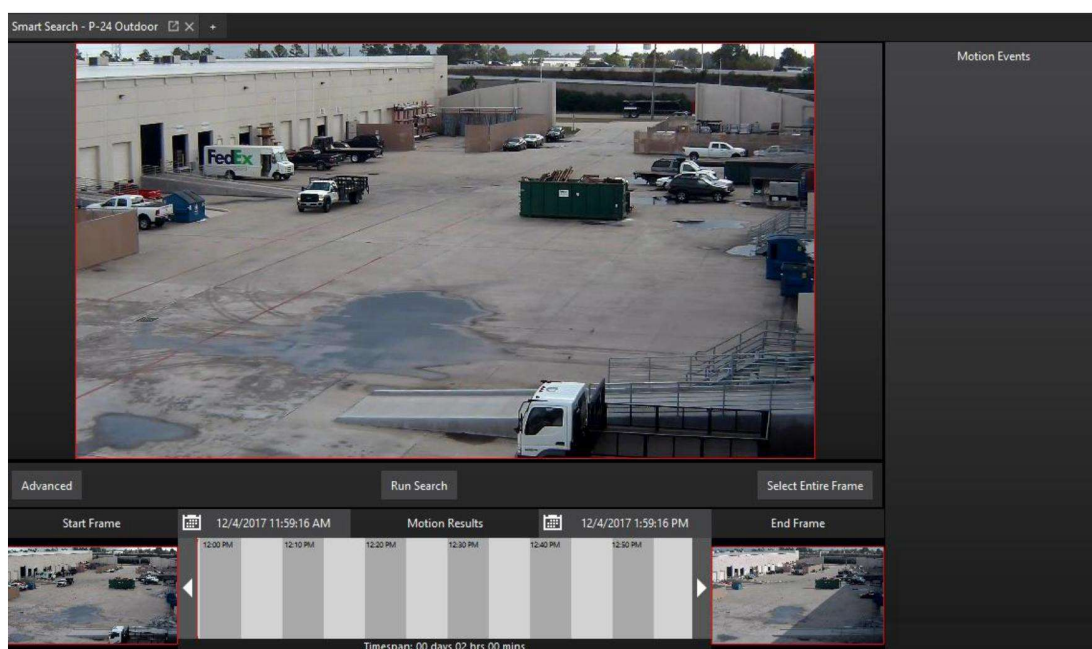 Smart Search - P-24 Outdoor +
Motion Events
FedEx
Advanced
Run Search
Select Entire Frame
Start Frame
12/4/2017 11:59:16 AM
Motion Results
12/4/2017 1:59:16 PM
End Frame
12:00 PM
12:10 PM
12:20 PM
12:30 PM
12:40 PM
12:50 PM
Timespan: 00 days 02 hrs 00 mins